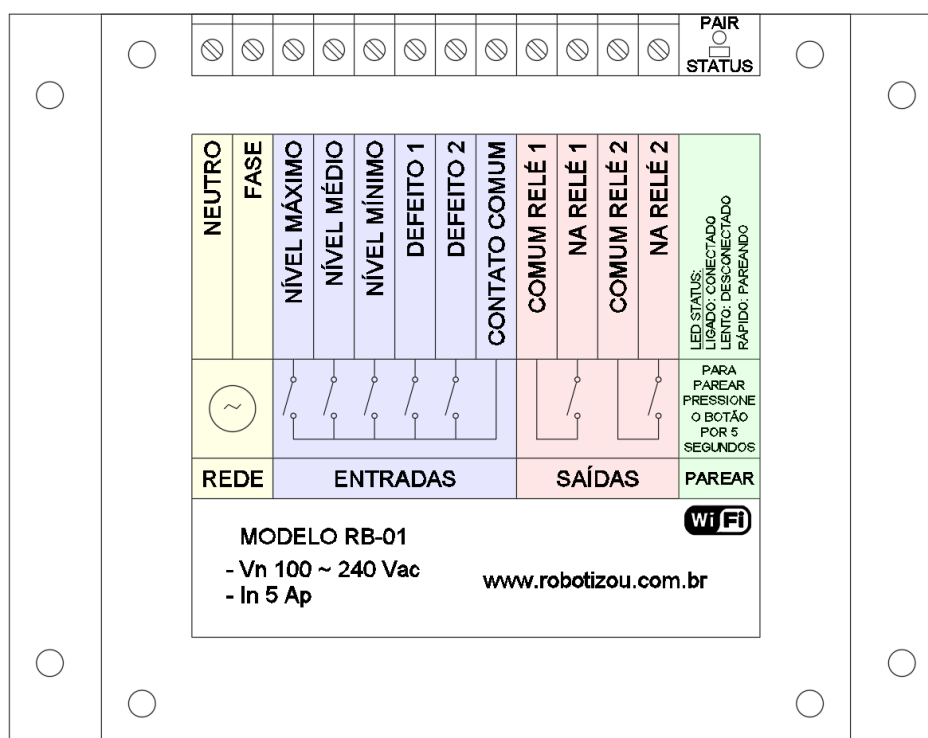 PAIR
STATUS
NEUTRO
FASE
NÍVEL MÁXIMO
NÍVEL MÉDIO
NÍVEL MÍNIMO
DEFEITO 1
DEFEITO 2
CONTATO COMUM
COMUM RELÉ 1
NA RELÉ 1
COMUM RELÉ 2
NA RELÉ 2
LED STATUS:
LIGADO: CONECTADO
LENTO: DESCONECTADO
RÁPIDO: PAREANDO
PARA
PAREAR
PRESSIONE
O BOTÃO
POR 5
SEGUNDOS
REDE
ENTRADAS
SAÍDAS
PAREAR
Wi Fi
MODELO RB-01
- Vn 100 ~ 240 Vac
- In 5 Ap
www.robotizou.com.br